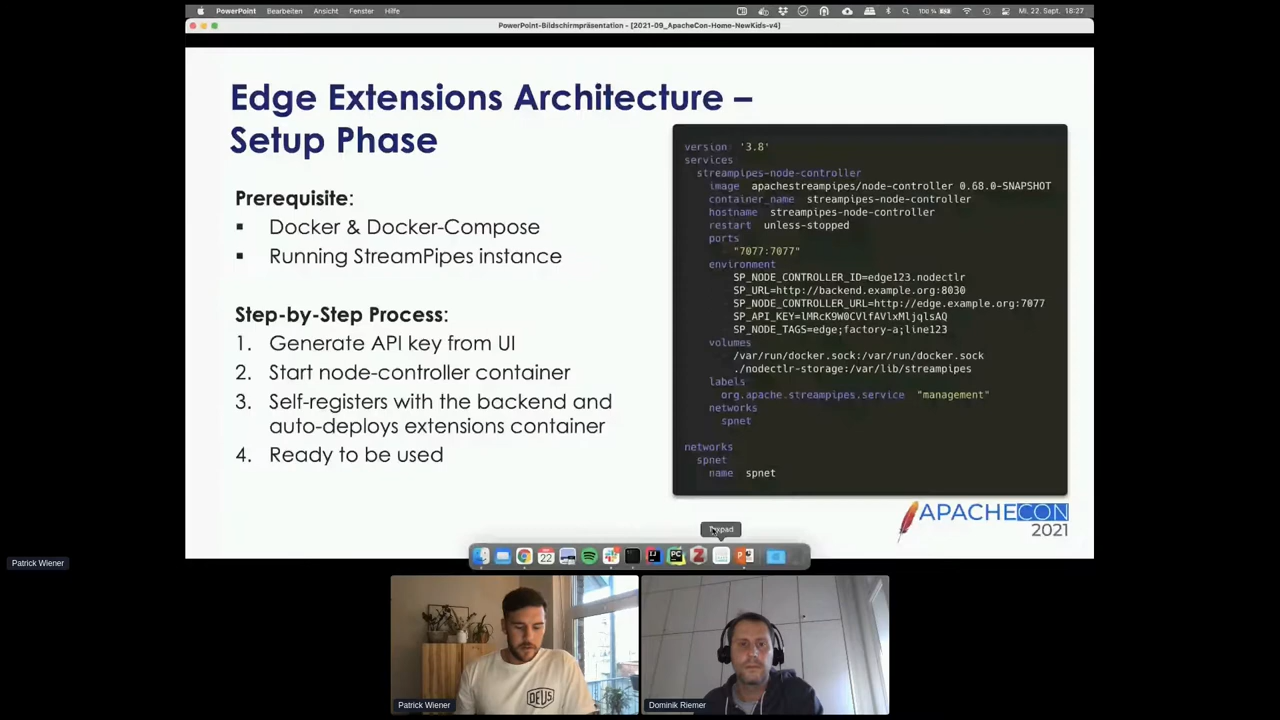 PowerPoint Bearbeiten Ansicht Fenster Hilfe
100 % Mi. 22. Sept. 18:27
PowerPoint-Bildschirmpräsentation - [2021-09_ApacheCon-Home-NewKids-v4]
Edge Extensions Architecture –
Setup Phase
Prerequisite:
▪ Docker & Docker-Compose
▪ Running StreamPipes instance
Step-by-Step Process:
1. Generate API key from UI
2. Start node-controller container
3. Self-registers with the backend and
auto-deploys extensions container
4. Ready to be used
version '3.8'
services
streampipes-node-controller
image apachestreampipes/node-controller 0.68.0-SNAPSHOT
container_name streampipes-node-controller
hostname streampipes-node-controller
restart unless-stopped
ports
"7077:7077"
environment
SP_NODE_CONTROLLER_ID=edge123.nodectlr
SP_URL=http://backend.example.org:8030
SP_NODE_CONTROLLER_URL=http://edge.example.org:7077
SP_API_KEY=lMRcK9W0CVlfAVlxMljqlsAQ
SP_NODE_TAGS=edge;factory-a;line123
volumes
/var/run/docker.sock:/var/run/docker.sock
./nodectlr-storage:/var/lib/streampipes
labels
org.apache.streampipes.service "management"
networks
spnet
networks
spnet
name spnet
APACHECON
2021
22
PC
Z
Patrick Wiener
DEUS
Patrick Wiener
Dominik Riemer